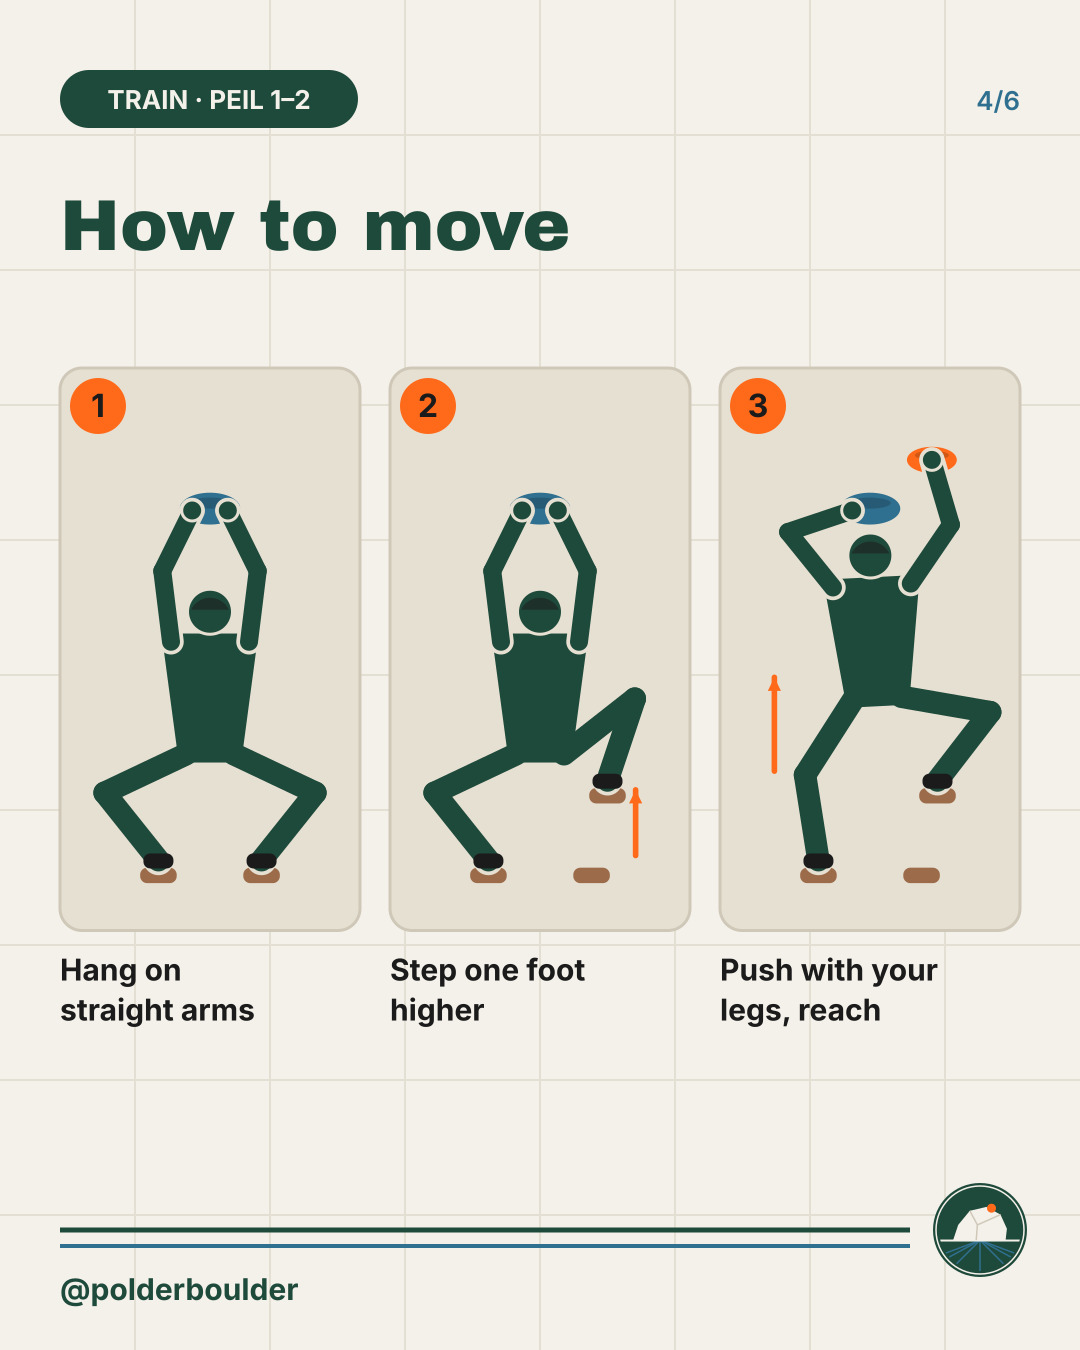 TRAIN · PEIL 1–2
4/6
How to move
1
2
3
Hang on
straight arms
Step one foot
higher
Push with your
legs, reach
@polderboulder